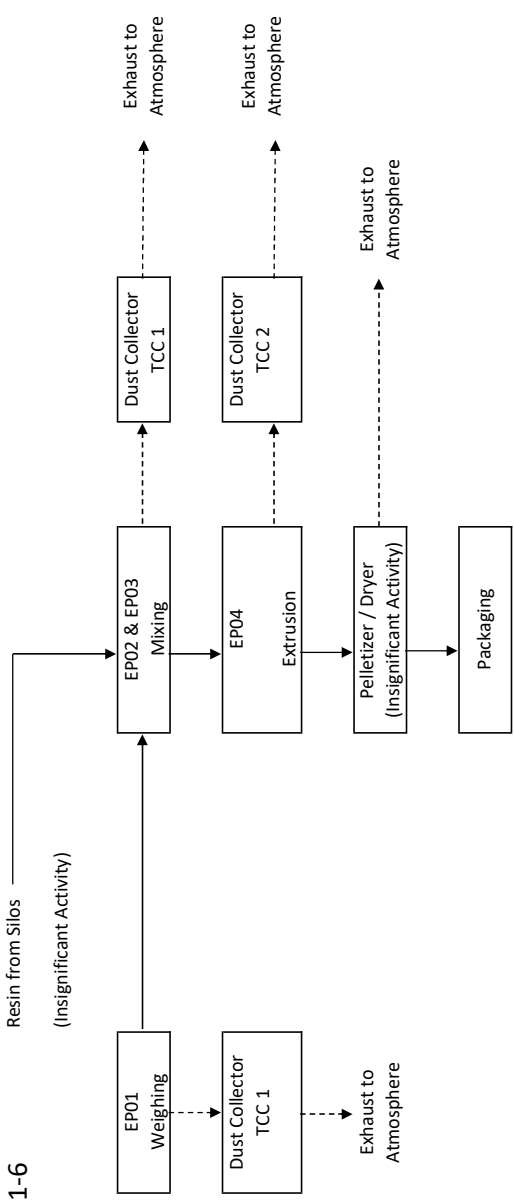 1-6
Resin from Silos
(Insignificant Activity)
EP01
Weighing
EP02 & EP03
Mixing
Dust Collector
TCC 1
Exhaust to
Atmosphere
Dust Collector
TCC 1
EP04
Extrusion
Dust Collector
TCC 2
Exhaust to
Atmosphere
Exhaust to
Atmosphere
Pelletizer / Dryer
(Insignificant Activity)
Exhaust to
Atmosphere
Packaging